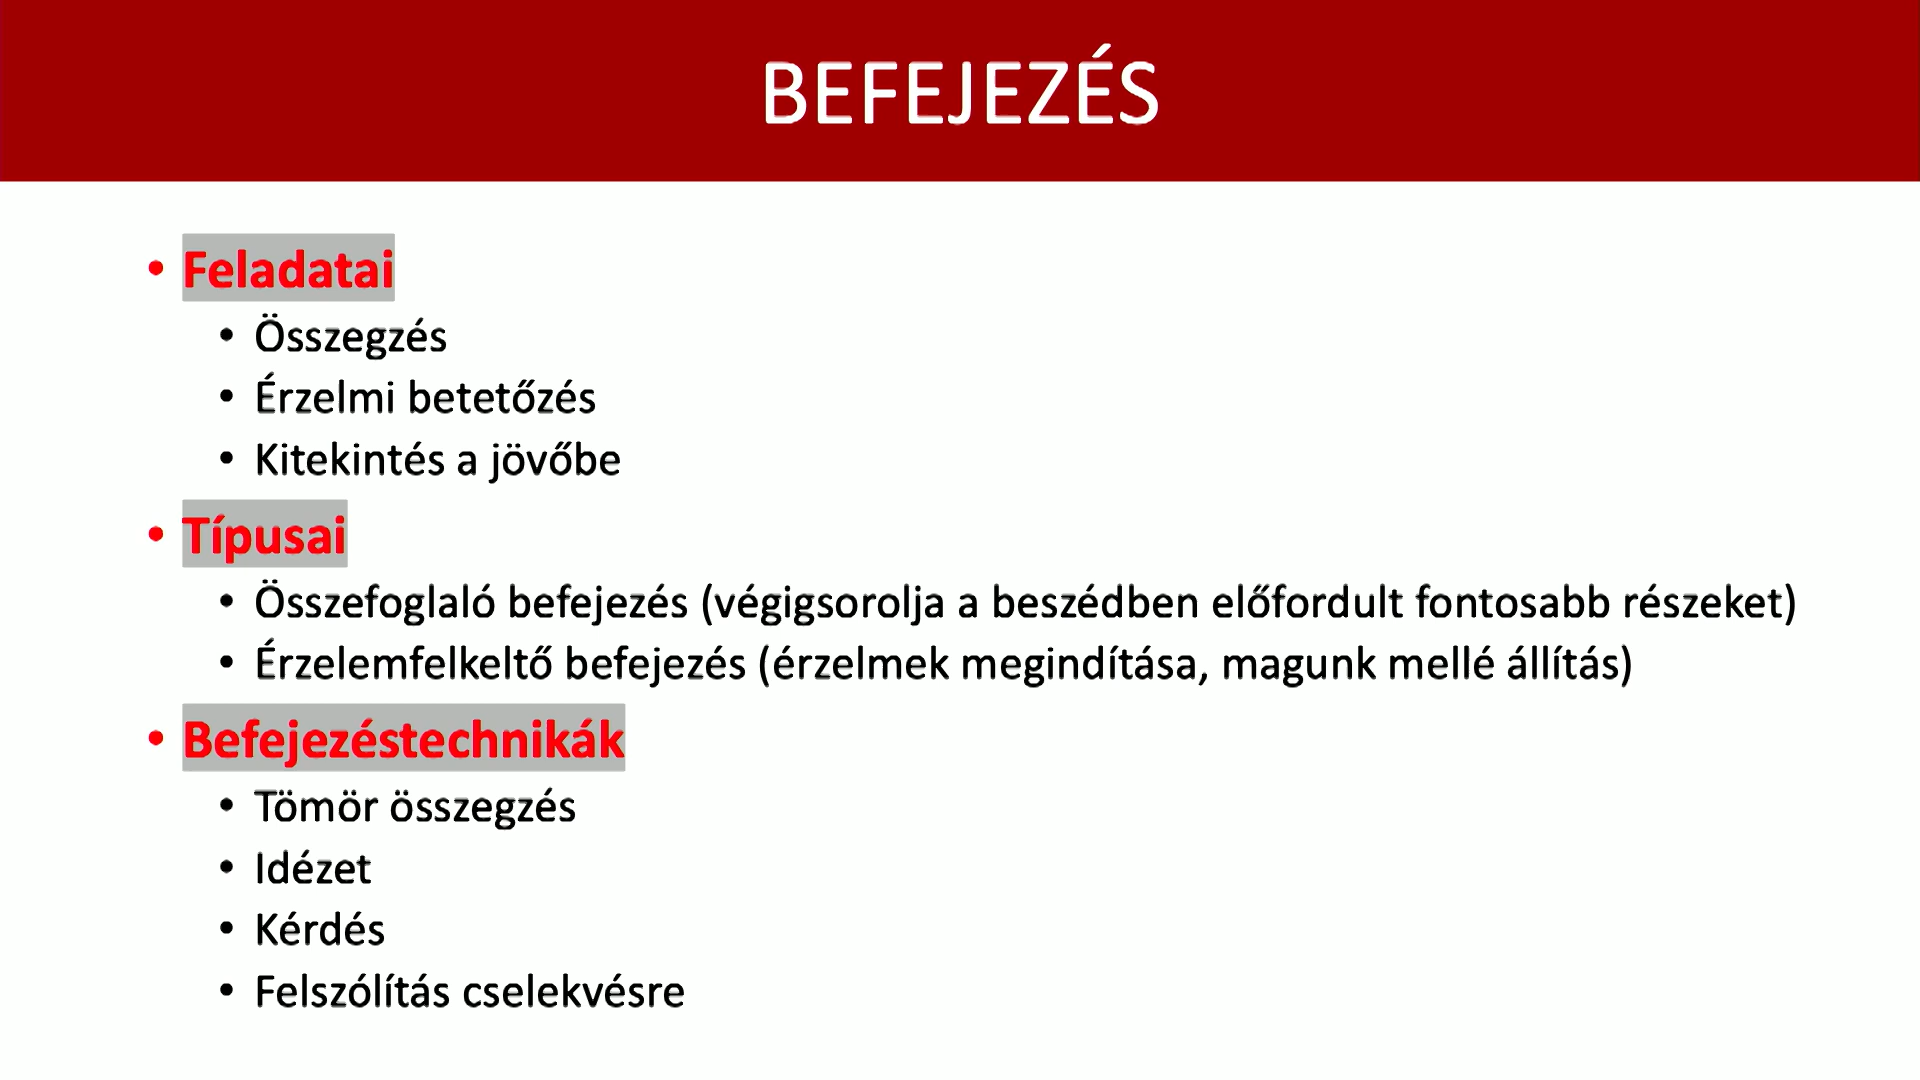 BEFEJEZÉS
• Feladatai
• Összegzés
• Érzelmi betetőzés
• Kitekintés a jövőbe
• Típusai
• Összefoglaló befejezés (végigsorolja a beszédben előfordult fontosabb részeket)
• Érzelemfelkeltő befejezés (érzelmek megindítása, magunk mellé állítás)
• Befejezéstechnikák
• Tömör összegzés
• Idézet
• Kérdés
• Felszólítás cselekvésre